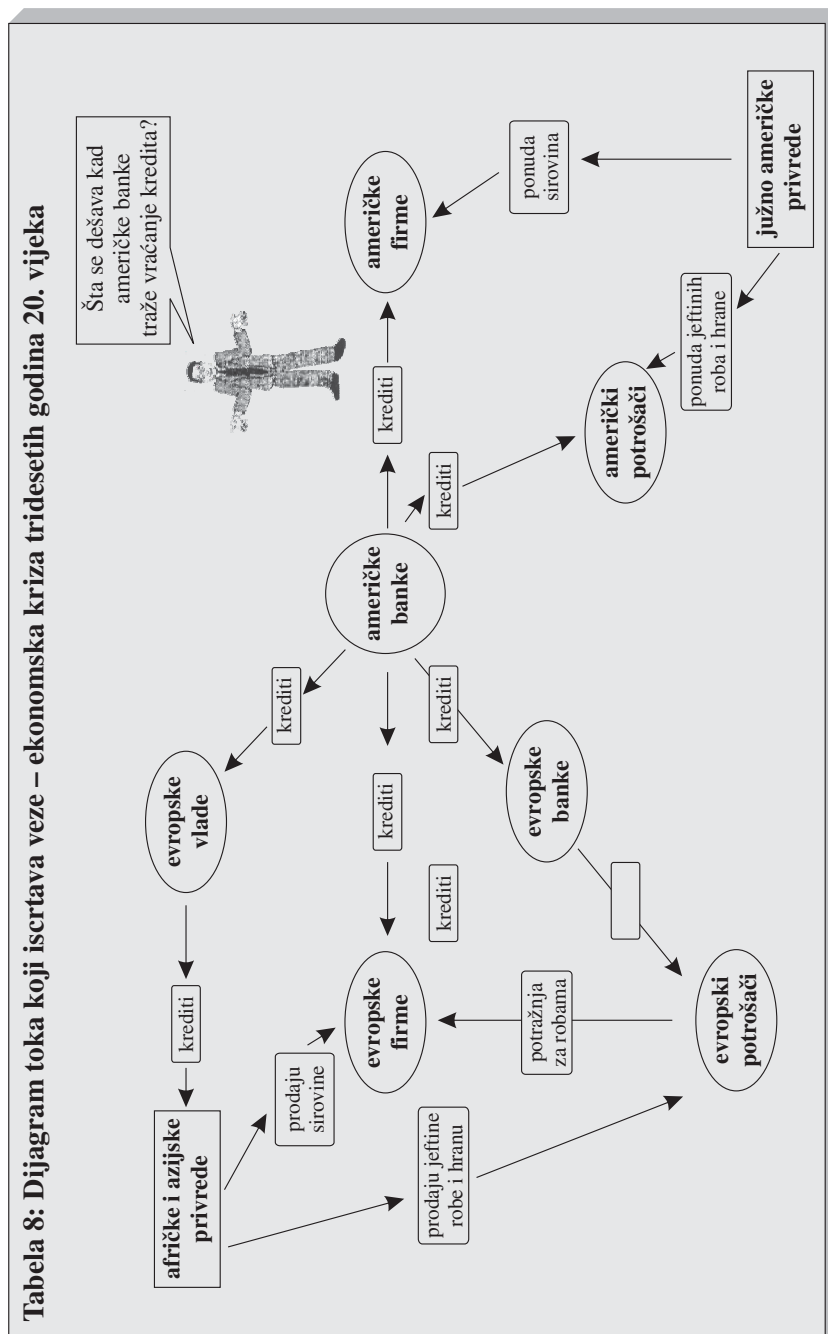 Tabela 8: Dijagram toka koji iscrtava veze – ekonomska kriza tridesetih godina 20. vijeka
Šta se dešava kad
američke banke
traže vraćanje kredita?
afričke i azijske
privrede
krediti
evropske
vlade
krediti
prodaju
sirovine
evropske
firme
krediti
krediti
američke
banke
krediti
američke
firme
ponuda
sirovina
prodaju jeftine
robe i hranu
potražnja
za robama
krediti
evropske
banke
krediti
američki
potrošači
ponuda jeftinih
roba i hrane
južno američke
privrede
evropski
potrošači
krediti